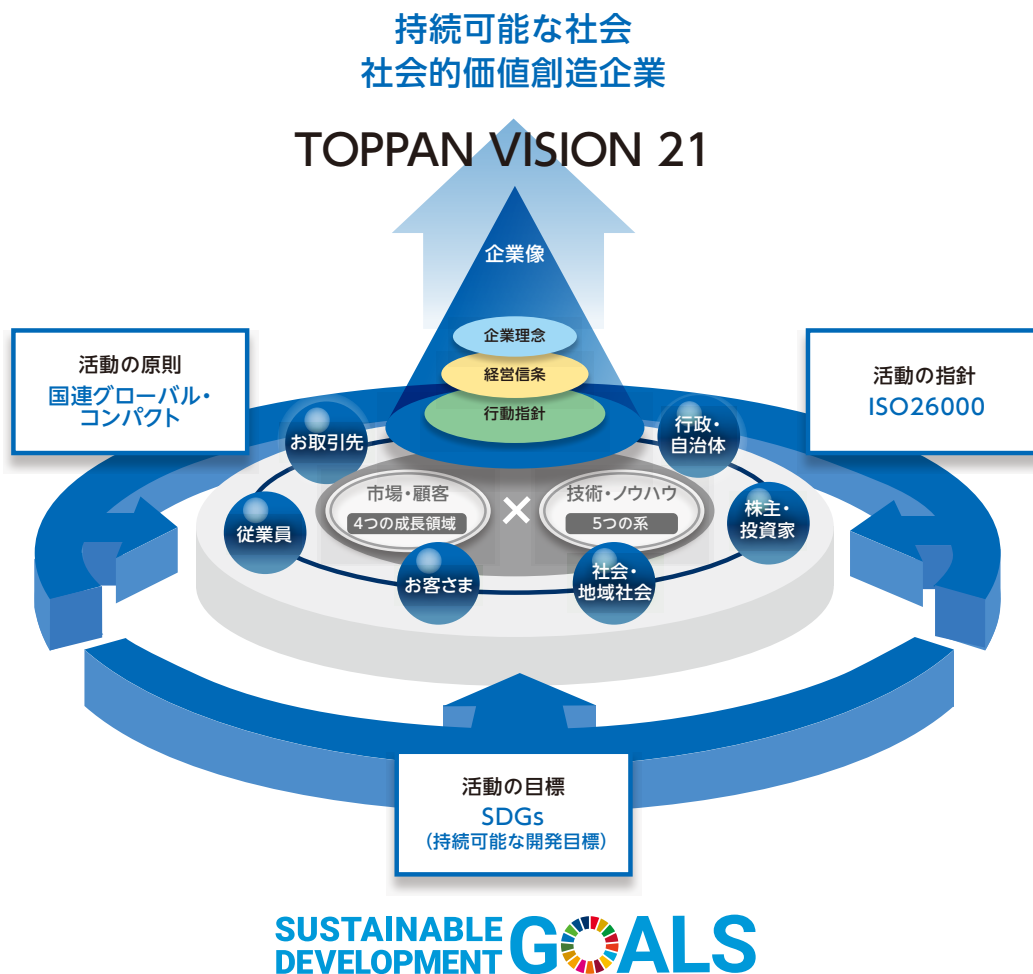 持続可能な社会
社会的価値創造企業
TOPPAN VISION 21
企業像
企業理念
経営信条
行動指針
活動の原則
国連グローバル・
コンパクト
活動の指針
ISO26000
お取引先
行政・
自治体
市場・顧客
4つの成長領域
×
技術・ノウハウ
5つの系
従業員
株主・
投資家
お客さま
社会・
地域社会
活動の目標
SDGs
(持続可能な開発目標)
SUSTAINABLE
DEVELOPMENT
GOALS